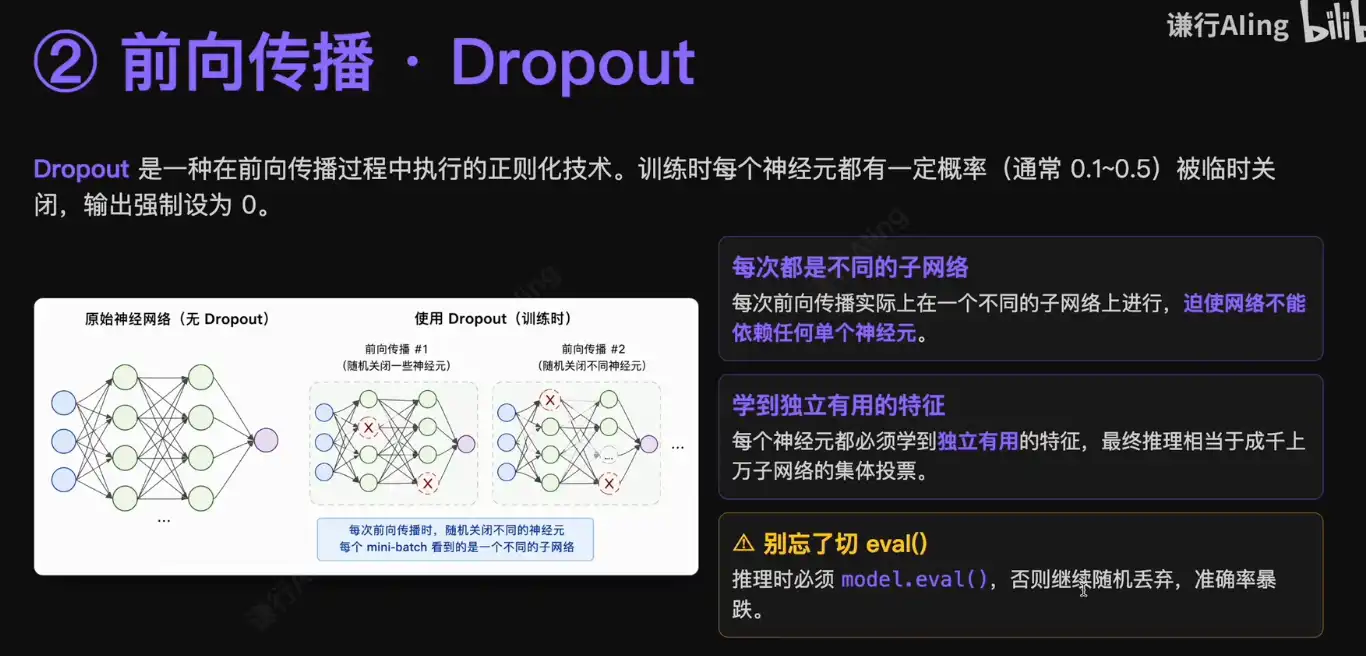 谦行AIing bilib
② 前向传播 · Dropout
Dropout 是一种在前向传播过程中执行的正则化技术。训练时每个神经元都有一定概率（通常 0.1~0.5）被临时关
闭，输出强制设为 0。
原始神经网络（无 Dropout）
...
使用 Dropout（训练时）
前向传播 #1
（随机关闭一些神经元）
X
X
前向传播 #2
（随机关闭不同神经元）
X
...
X
...
每次前向传播时，随机关闭不同的神经元
每个 mini-batch 看到的是一个不同的子网络
每次都是不同的子网络
每次前向传播实际上在一个不同的子网络上进行，迫使网络不能
依赖任何单个神经元。
学到独立有用的特征
每个神经元都必须学到独立有用的特征，最终推理相当于成千上
万子网络的集体投票。
⚠ 别忘了切 eval()
推理时必须 model.eval()，否则继续随机丢弃，准确率暴
跌。